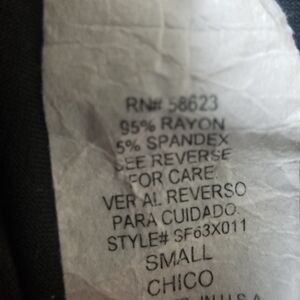 RN# 58623
95% RAYON
5% SPANDEX
SEE REVERSE
FOR CARE.
VER AL REVERSO
PARA CUIDADO.
STYLE# SF63X011
SMALL
CHICO